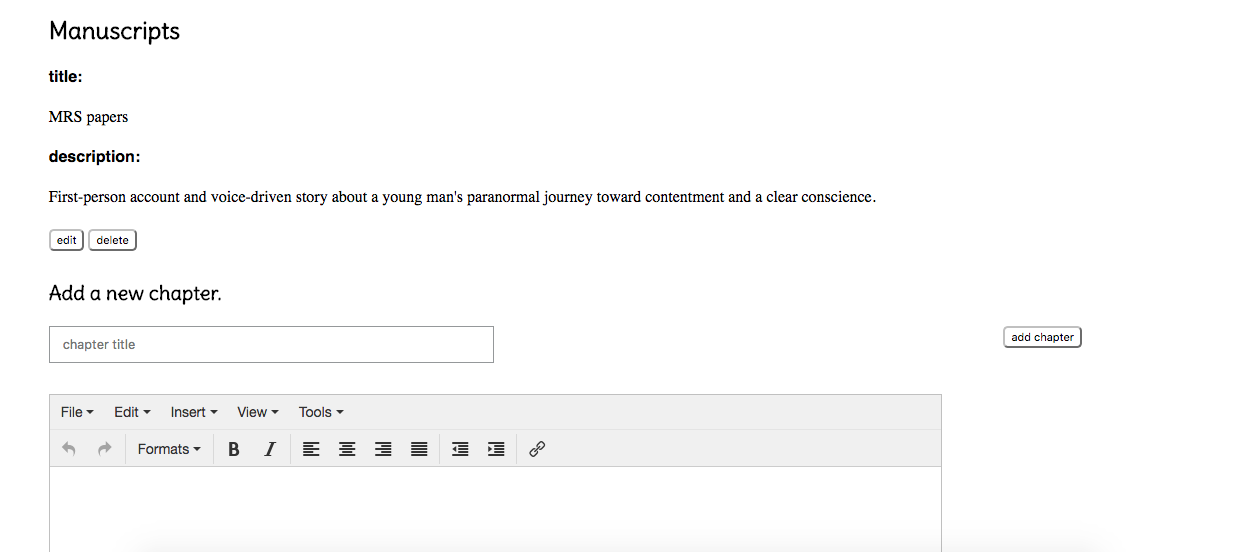 Manuscripts
title:
MRS papers
description:
First-person account and voice-driven story about a young man's paranormal journey toward contentment and a clear conscience.
edit delete
Add a new chapter.
chapter title add chapter
File Edit Insert View Tools
Formats B I